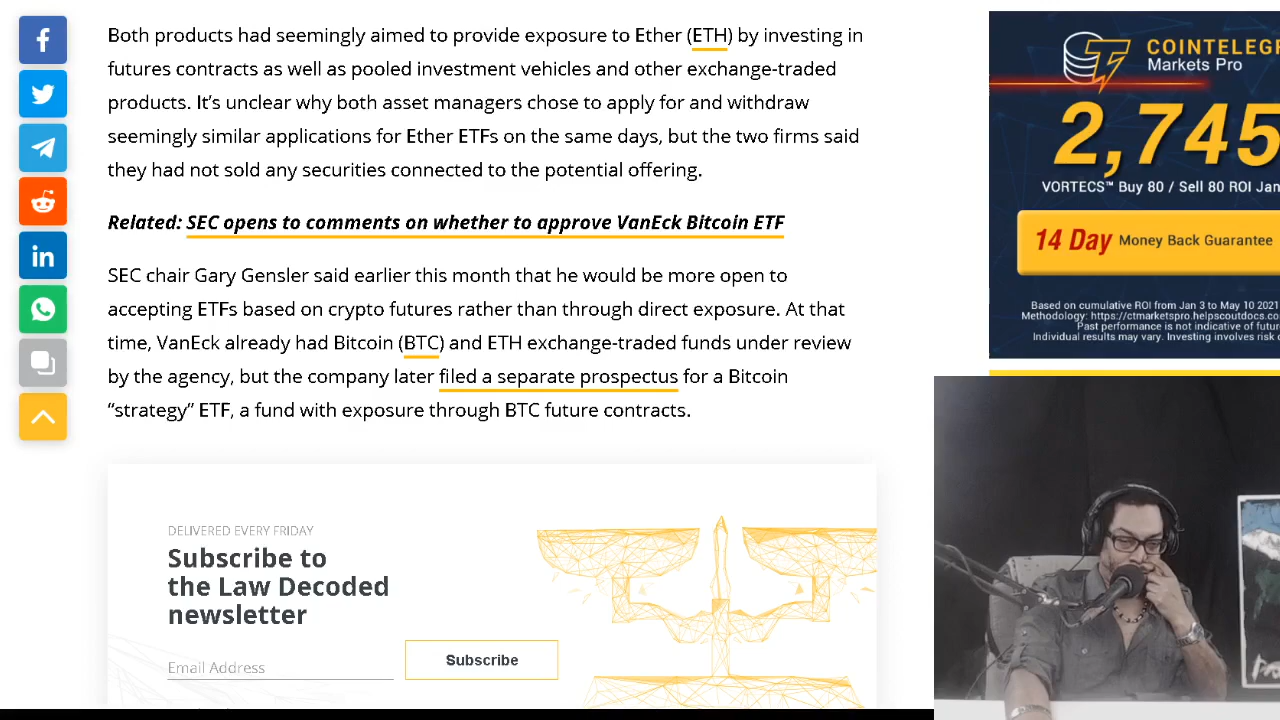 Both products had seemingly aimed to provide exposure to Ether (ETH) by investing in
futures contracts as well as pooled investment vehicles and other exchange-traded
products. It's unclear why both asset managers chose to apply for and withdraw
seemingly similar applications for Ether ETFs on the same days, but the two firms said
they had not sold any securities connected to the potential offering.
Related: SEC opens to comments on whether to approve VanEck Bitcoin ETF
SEC chair Gary Gensler said earlier this month that he would be more open to
accepting ETFs based on crypto futures rather than through direct exposure. At that
time, VanEck already had Bitcoin (BTC) and ETH exchange-traded funds under review
by the agency, but the company later filed a separate prospectus for a Bitcoin
“strategy” ETF, a fund with exposure through BTC future contracts.
DELIVERED EVERY FRIDAY
Subscribe to
the Law Decoded
newsletter
Email Address
Subscribe
COINTELEGR
Markets Pro
2,745
VORTECS™ Buy 80 / Sell 80 ROI Jan
14 Day Money Back Guarantee
Based on cumulative ROI from Jan 3 to May 10 2021
Methodology: https://ctmarketspro.helpscoutdocs.co
Past performance is not indicative of futur
Individual results may vary. Investing involves risk o